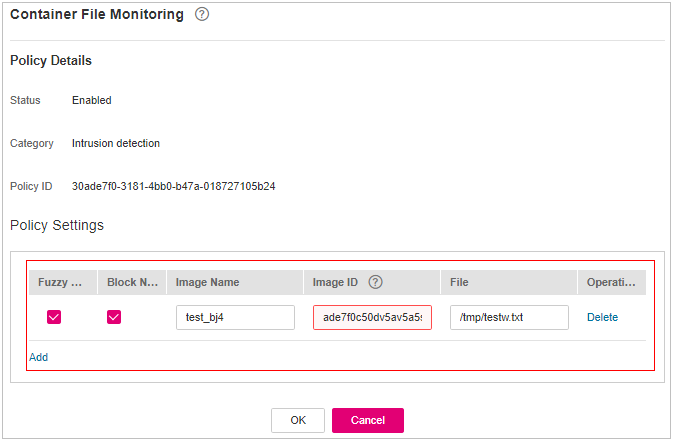 Container File Monitoring ?
Policy Details
Status Enabled
Category Intrusion detection
Policy ID 30ade7f0-3181-4bb0-b47a-018727105b24
Policy Settings
Fuzzy ... Block N... Image Name Image ID ? File Operati...
test_bj4 ade7f0c50dv5av5a5s /tmp/testw.txt Delete
Add
OK Cancel